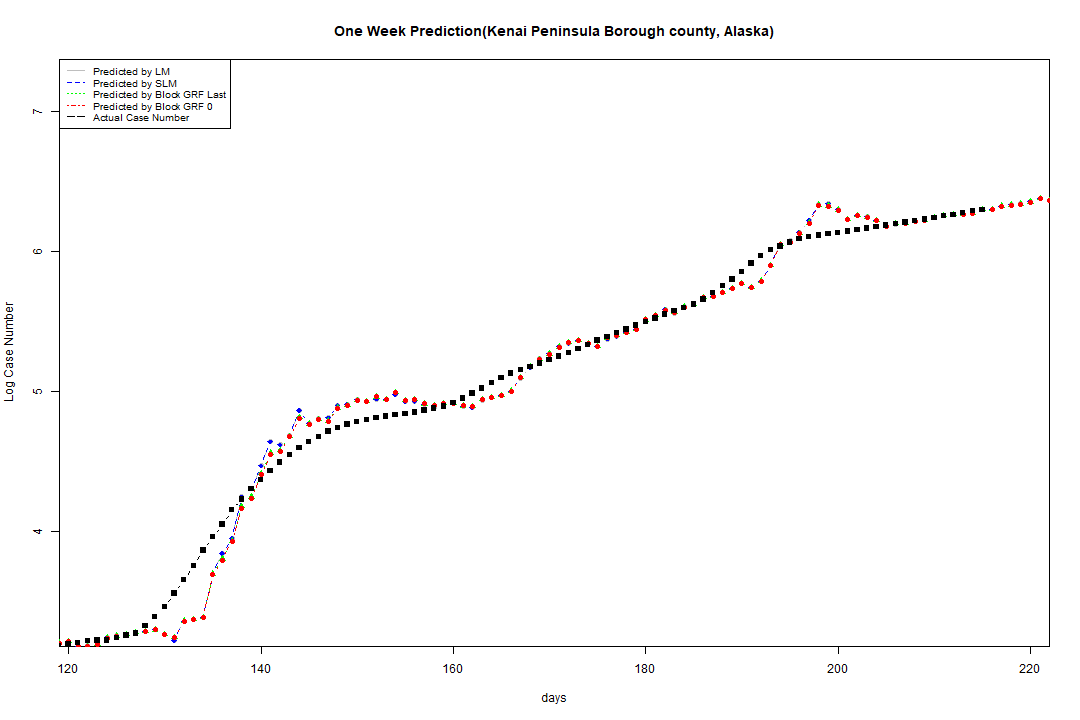 One Week Prediction(Kenai Peninsula Borough county, Alaska)
Predicted by LM
Predicted by SLM
Predicted by Block GRF Last
Predicted by Block GRF 0
Actual Case Number
7
6
5
4
Log Case Number
120 140 160 180 200 220
days